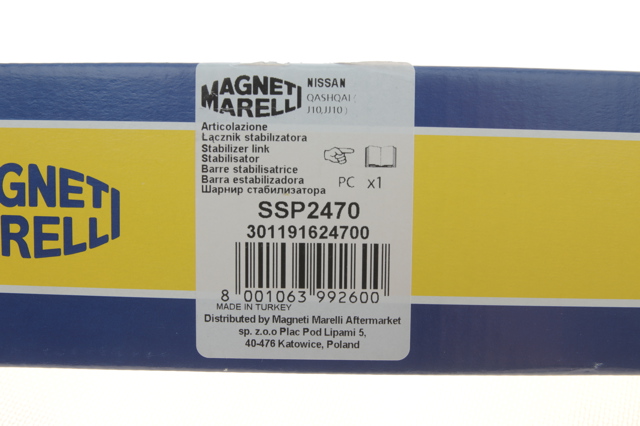 MAGNETI
MARELLI
NISSAN
QASHQAI (
J10,JJ10 )
Articolazione
Łącznik stabilizatora
Stabilizer link
Stabilisator
Barre stabilisatrice
Barra estabilizadora
Шарнир стабилизатора
PC x1
SSP2470
301191624700
8 001063 992600
MADE IN TURKEY
Distributed by Magneti Marelli Aftermarket
sp. z.o.o Plac Pod Lipami 5,
40-476 Katowice, Poland
AGNETI
RELLI